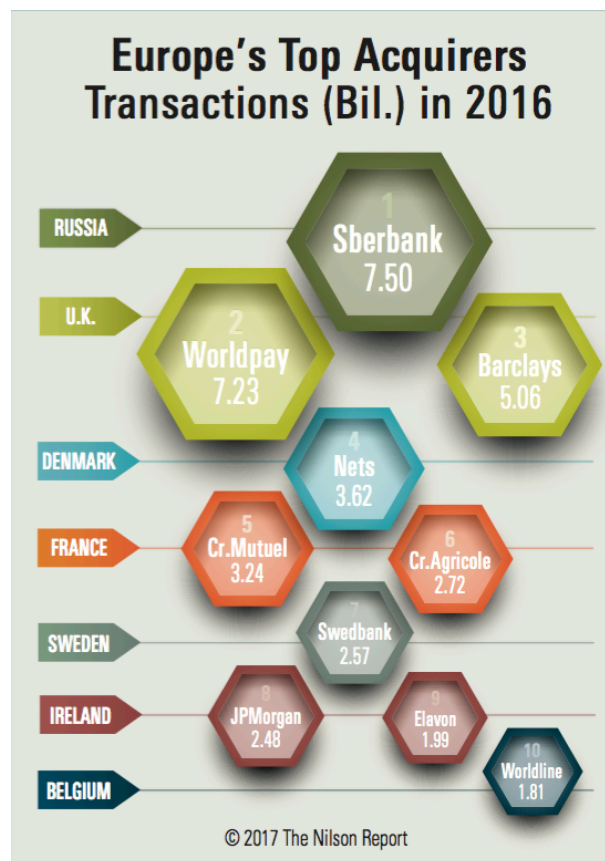 Europe's Top Acquirers
Transactions (Bil.) in 2016
RUSSIA
1
Sberbank
7.50
U.K.
2
Worldpay
7.23
3
Barclays
5.06
DENMARK
4
Nets
3.62
FRANCE
5
Cr.Mutuel
3.24
6
Cr.Agricole
2.72
SWEDEN
7
Swedbank
2.57
IRELAND
8
JPMorgan
2.48
9
Elavon
1.99
BELGIUM
10
Worldline
1.81
© 2017 The Nilson Report